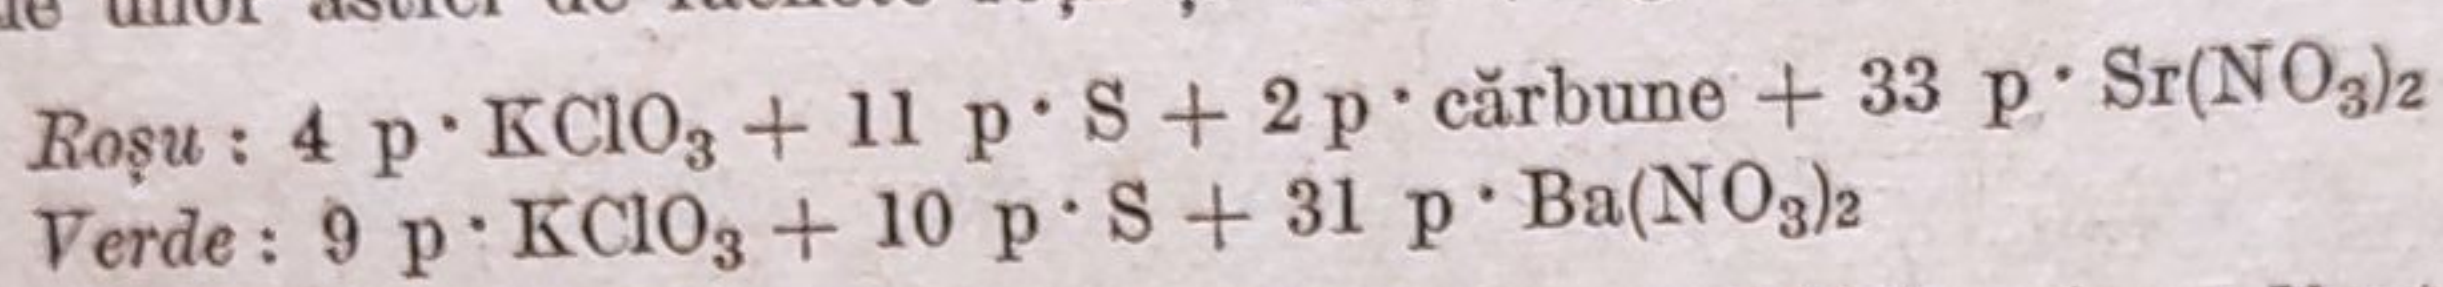 Roșu : 4 p · KClO₃ + 11 p · S + 2 p · cărbune + 33 p · Sr(NO₃)₂
Verde : 9 p · KClO₃ + 10 p · S + 31 p · Ba(NO₃)₂